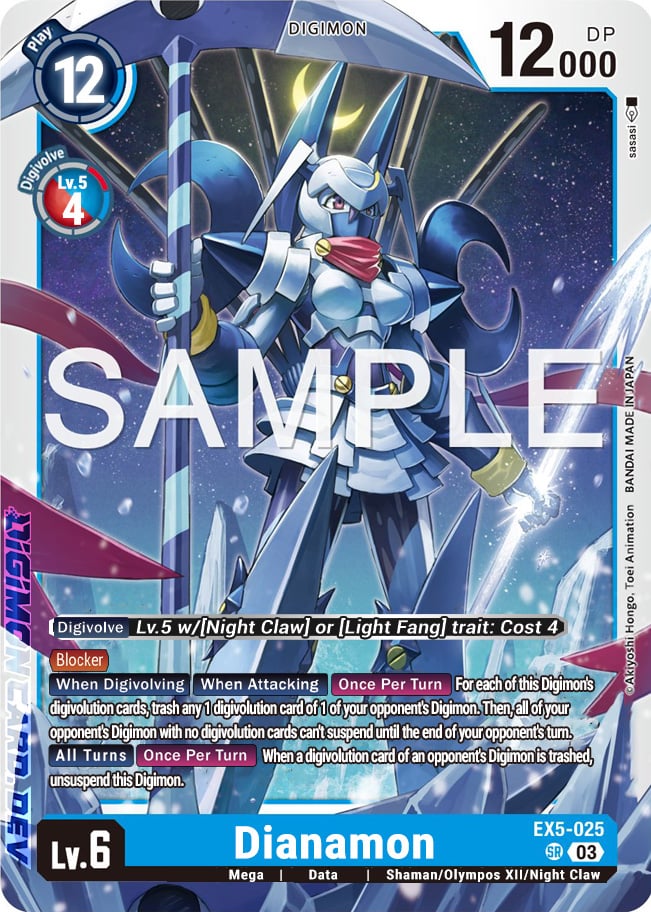 DIGIMON
Play
12
12000
DP
Digivolve
Lv.5
4
sasasi
SAMPLE
©Akiyoshi Hongo, Toei Animation BANDAI MADE IN JAPAN
DIGIMONCARD.DEV
Digivolve Lv.5 w/[Night Claw] or [Light Fang] trait: Cost 4
Blocker
When Digivolving When Attacking Once Per Turn For each of this Digimon's
digivolution cards, trash any 1 digivolution card of 1 of your opponent's Digimon. Then, all of your
opponent's Digimon with no digivolution cards can't suspend until the end of your opponent's turn.
All Turns Once Per Turn When a digivolution card of an opponent's Digimon is trashed,
unsuspend this Digimon.
Lv.6
Dianamon
EX5-025
SR 03
Mega | Data | Shaman/Olympos XII/Night Claw